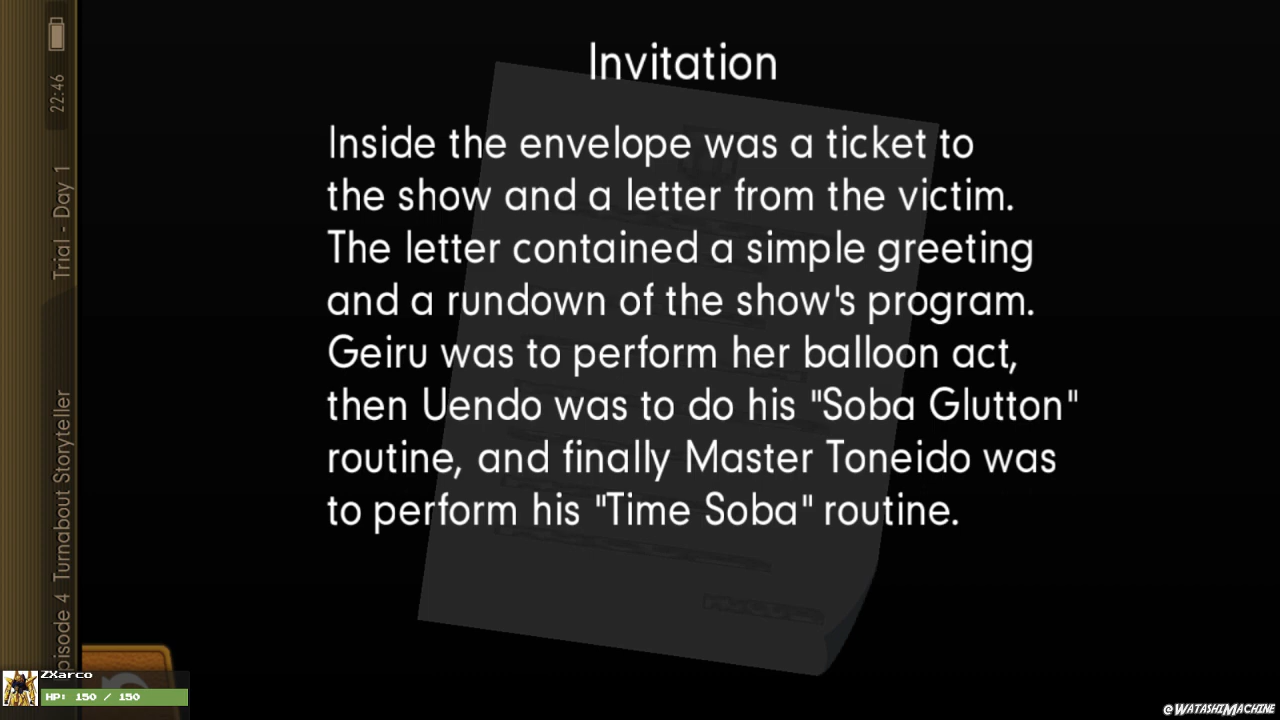 Invitation
Inside the envelope was a ticket to
the show and a letter from the victim.
The letter contained a simple greeting
and a rundown of the show's program.
Geiru was to perform her balloon act,
then Uendo was to do his "Soba Glutton"
routine, and finally Master Toneido was
to perform his "Time Soba" routine.
22:46
Trial - Day 1
pisode 4 Turnabout Storyteller
ZXarco
HP: 150 / 150
@WatashiMachine